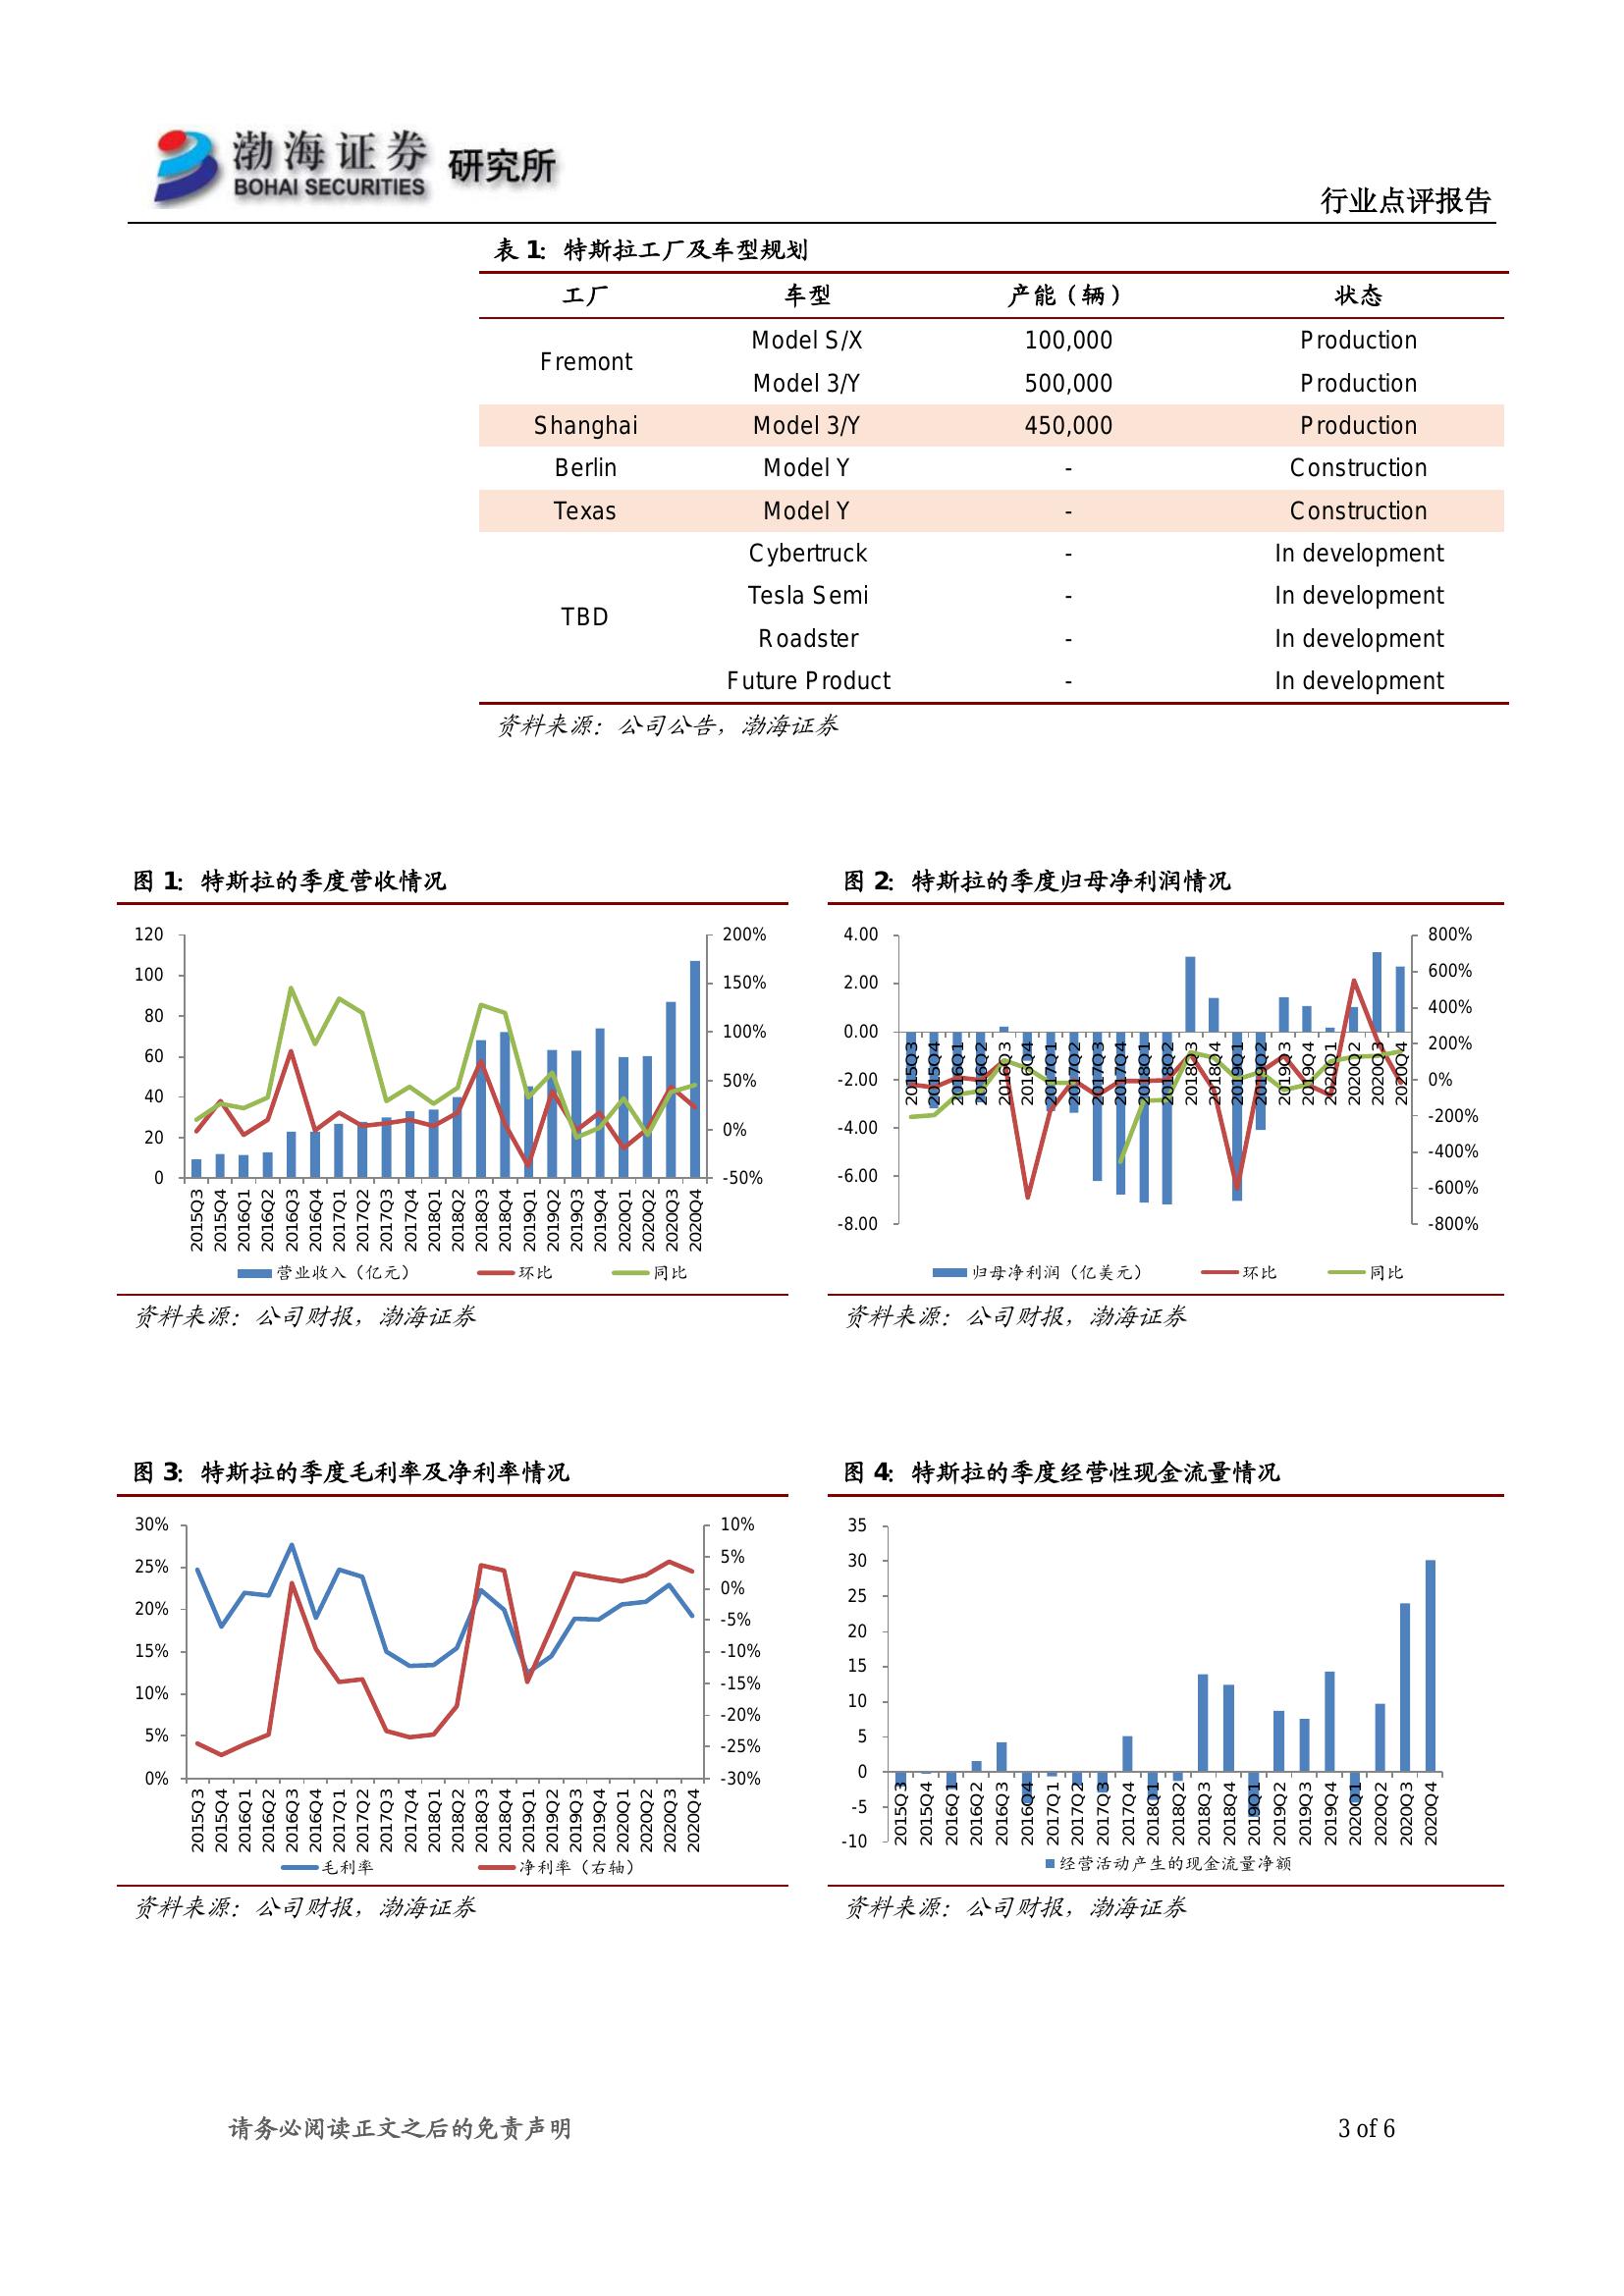 渤海证券 研究所
BOHAI SECURITIES
行业点评报告
表 1：特斯拉工厂及车型规划
工厂 车型 产能（辆） 状态
Fremont Model S/X 100,000 Production
Model 3/Y 500,000 Production
Shanghai Model 3/Y 450,000 Production
Berlin Model Y - Construction
Texas Model Y - Construction
TBD Cybertruck - In development
Tesla Semi - In development
Roadster - In development
Future Product - In development
资料来源：公司公告，渤海证券
图 1：特斯拉的季度营收情况
120
100
80
60
40
20
0
200%
150%
100%
50%
0%
-50%
2015Q3 2015Q4 2016Q1 2016Q2 2016Q3 2016Q4 2017Q1 2017Q2 2017Q3 2017Q4 2018Q1 2018Q2 2018Q3 2018Q4 2019Q1 2019Q2 2019Q3 2019Q4 2020Q1 2020Q2 2020Q3 2020Q4
营业收入（亿元） 环比 同比
资料来源：公司财报，渤海证券
图 2：特斯拉的季度归母净利润情况
4.00
2.00
0.00
-2.00
-4.00
-6.00
-8.00
800%
600%
400%
200%
0%
-200%
-400%
-600%
-800%
2015Q3 2015Q4 2016Q1 2016Q2 2016Q3 2016Q4 2017Q1 2017Q2 2017Q3 2017Q4 2018Q1 2018Q2 2018Q3 2018Q4 2019Q1 2019Q2 2019Q3 2019Q4 2020Q1 2020Q2 2020Q3 2020Q4
归母净利润（亿美元） 环比 同比
资料来源：公司财报，渤海证券
图 3：特斯拉的季度毛利率及净利率情况
30%
25%
20%
15%
10%
5%
0%
10%
5%
0%
-5%
-10%
-15%
-20%
-25%
-30%
2015Q3 2015Q4 2016Q1 2016Q2 2016Q3 2016Q4 2017Q1 2017Q2 2017Q3 2017Q4 2018Q1 2018Q2 2018Q3 2018Q4 2019Q1 2019Q2 2019Q3 2019Q4 2020Q1 2020Q2 2020Q3 2020Q4
毛利率 净利率（右轴）
资料来源：公司财报，渤海证券
图 4：特斯拉的季度经营性现金流量情况
35
30
25
20
15
10
5
0
-5
-10
2015Q3 2015Q4 2016Q1 2016Q2 2016Q3 2016Q4 2017Q1 2017Q2 2017Q3 2017Q4 2018Q1 2018Q2 2018Q3 2018Q4 2019Q1 2019Q2 2019Q3 2019Q4 2020Q1 2020Q2 2020Q3 2020Q4
经营活动产生的现金流量净额
资料来源：公司财报，渤海证券
请务必阅读正文之后的免责声明 3 of 6